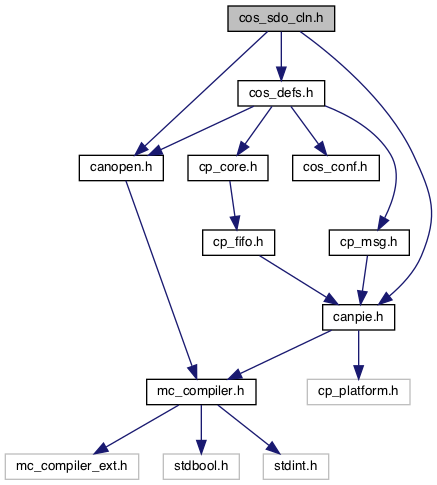 cos_sdo_cln.h
cos_defs.h
canopen.h
cp_core.h
cos_conf.h
cp_fifo.h
cp_msg.h
canpie.h
mc_compiler.h
cp_platform.h
mc_compiler_ext.h
stdbool.h
stdint.h